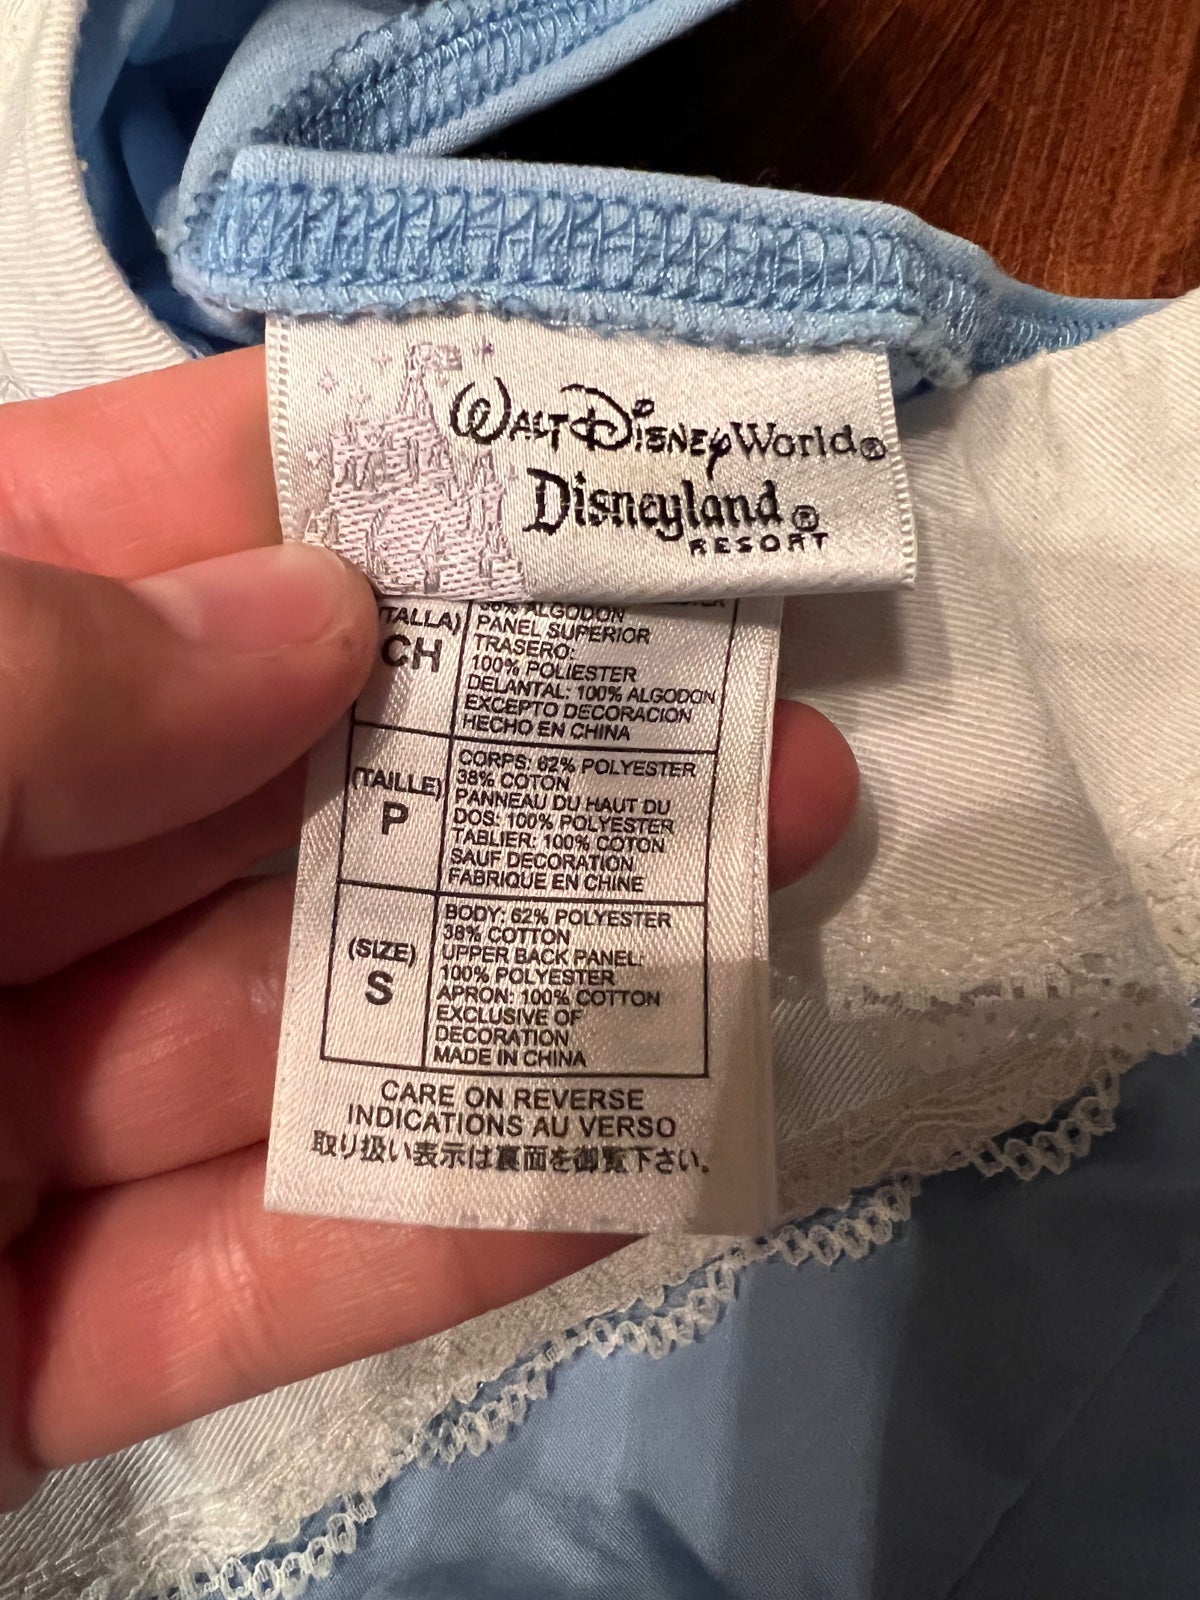 WALT DISNEY World®
Disneyland®
RESORT
(TALLA)
CH
38% ALGODON
PANEL SUPERIOR
TRASERO:
100% POLIESTER
DELANTAL: 100% ALGODON
EXCEPTO DECORACION
HECHO EN CHINA
(TAILLE)
P
CORPS: 62% POLYESTER
38% COTON
PANNEAU DU HAUT DU
DOS: 100% POLYESTER
TABLIER: 100% COTON
SAUF DECORATION
FABRIQUE EN CHINE
(SIZE)
S
BODY: 62% POLYESTER
38% COTTON
UPPER BACK PANEL:
100% POLYESTER
APRON: 100% COTTON
EXCLUSIVE OF
DECORATION
MADE IN CHINA
CARE ON REVERSE
INDICATIONS AU VERSO
取り扱い表示は裏面を御覧下さい。